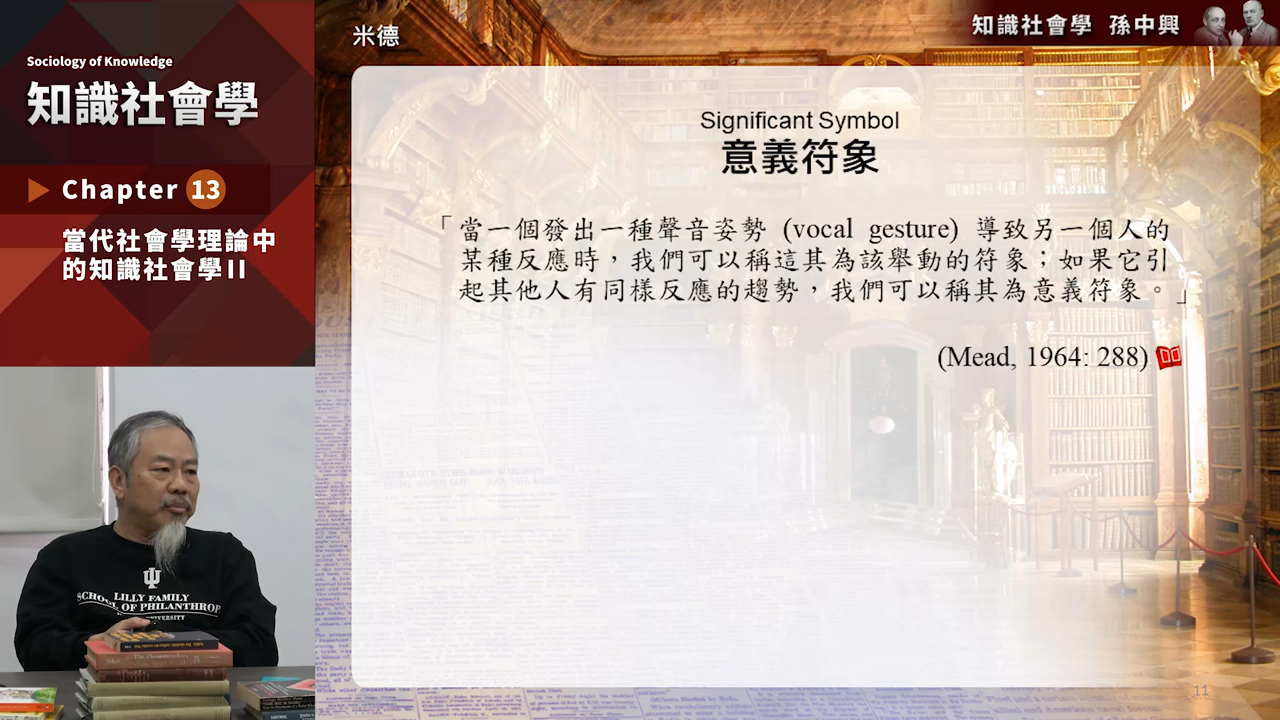 Sociology of Knowledge
知識社會學
Chapter 13
當代社會學理論中
的知識社會學 II
米德
知識社會學 孫中興
Significant Symbol
意義符象
「當一個發出一種聲音姿勢 (vocal gesture) 導致另一個人的
某種反應時，我們可以稱這其為該舉動的符象；如果它引
起其他人有同樣反應的趨勢，我們可以稱其為意義符象。」
(Mead, 1964: 288)
LILLY FAMILY
SCHOOL OF PHILANTHROP
11